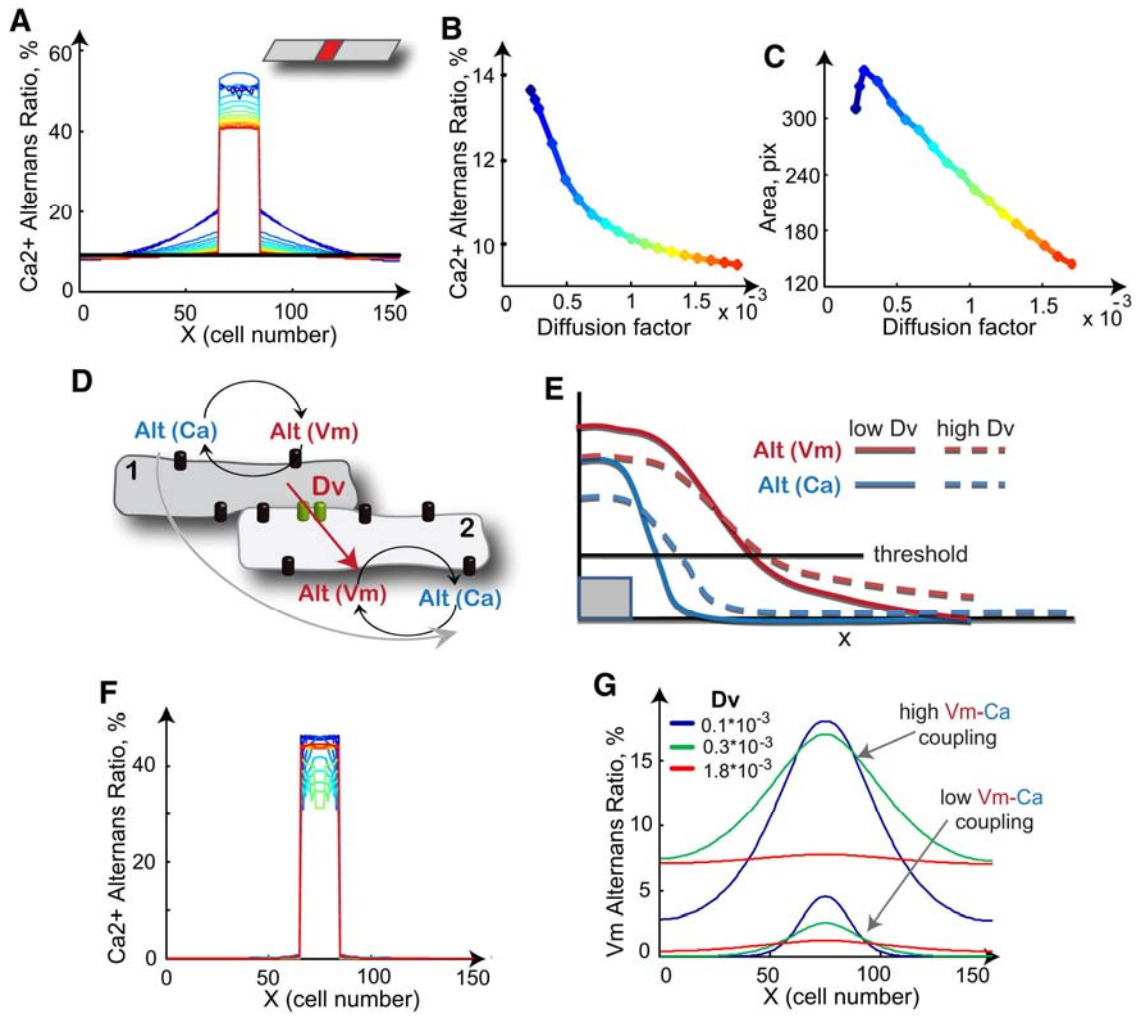 A
Ca2+ Alternans Ratio, %
60
40
20
0
0
50
100
150
X (cell number)
B
Ca2+ Alternans Ratio, %
14
12
10
0
0.5
1
1.5
x 10-3
Diffusion factor
C
Area, pix
300
240
180
120
0
0.5
1
1.5
x 10-3
Diffusion factor
D
Alt (Ca)
Alt (Vm)
1
Dv
2
Alt (Vm)
Alt (Ca)
E
low Dv
high Dv
Alt (Vm)
Alt (Ca)
threshold
X
F
Ca2+ Alternans Ratio, %
40
20
0
0
50
100
150
X (cell number)
G
Vm Alternans Ratio, %
15
10
5
0
0
50
100
150
X (cell number)
Dv
0.1*10-3
0.3*10-3
1.8*10-3
high Vm-Ca
coupling
low Vm-Ca
coupling